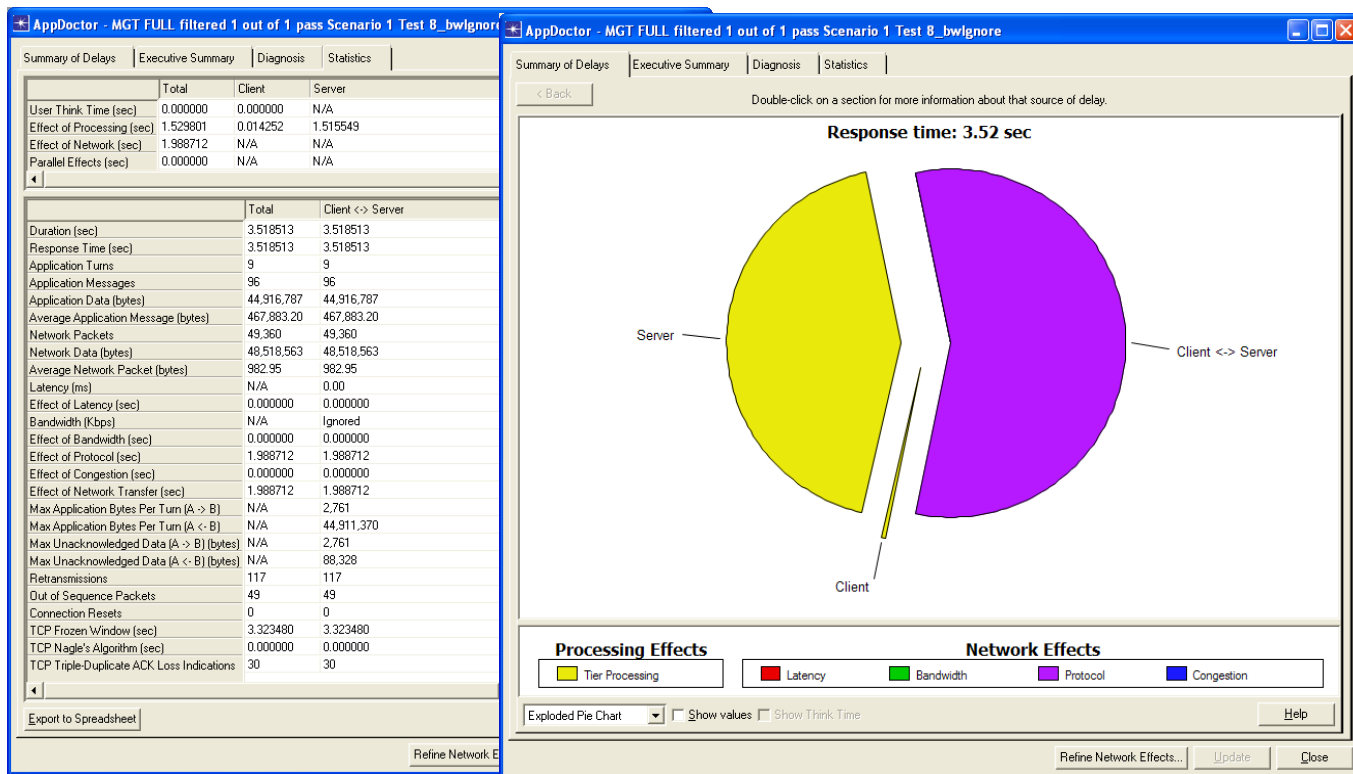 AppDoctor - MGT FULL filtered 1 out of 1 pass Scenario 1 Test 8_bwIgnore
Summary of Delays Executive Summary Diagnosis Statistics
Total Client Server
User Think Time (sec) 0.000000 0.000000 N/A
Effect of Processing (sec) 1.529801 0.014252 1.515549
Effect of Network (sec) 1.988712 N/A N/A
Parallel Effects (sec) 0.000000 N/A N/A
Total Client <-> Server
Duration (sec) 3.518513 3.518513
Response Time (sec) 3.518513 3.518513
Application Turns 9 9
Application Messages 96 96
Application Data (bytes) 44,916,787 44,916,787
Average Application Message (bytes) 467,883.20 467,883.20
Network Packets 49,360 49,360
Network Data (bytes) 48,518,563 48,518,563
Average Network Packet (bytes) 982.95 982.95
Latency (ms) N/A 0.00
Effect of Latency (sec) 0.000000 0.000000
Bandwidth (Kbps) N/A Ignored
Effect of Bandwidth (sec) 0.000000 0.000000
Effect of Protocol (sec) 1.988712 1.988712
Effect of Congestion (sec) 0.000000 0.000000
Effect of Network Transfer (sec) 1.988712 1.988712
Max Application Bytes Per Turn (A -> B) N/A 2,761
Max Application Bytes Per Turn (A <- B) N/A 44,911,370
Max Unacknowledged Data (A -> B) (bytes) N/A 2,761
Max Unacknowledged Data (A <- B) (bytes) N/A 88,328
Retransmissions 117 117
Out of Sequence Packets 49 49
Connection Resets 0 0
TCP Frozen Window (sec) 3.323480 3.323480
TCP Nagle's Algorithm (sec) 0.000000 0.000000
TCP Triple-Duplicate ACK Loss Indications 30 30
Export to Spreadsheet
Refine Network E
AppDoctor - MGT FULL filtered 1 out of 1 pass Scenario 1 Test 8_bwIgnore
Summary of Delays Executive Summary Diagnosis Statistics
< Back
Double-click on a section for more information about that source of delay.
Response time: 3.52 sec
Server
Client <-> Server
Client
Processing Effects Network Effects
Tier Processing Latency Bandwidth Protocol Congestion
Exploded Pie Chart Show values Show Think Time Help
Refine Network Effects... Update Close